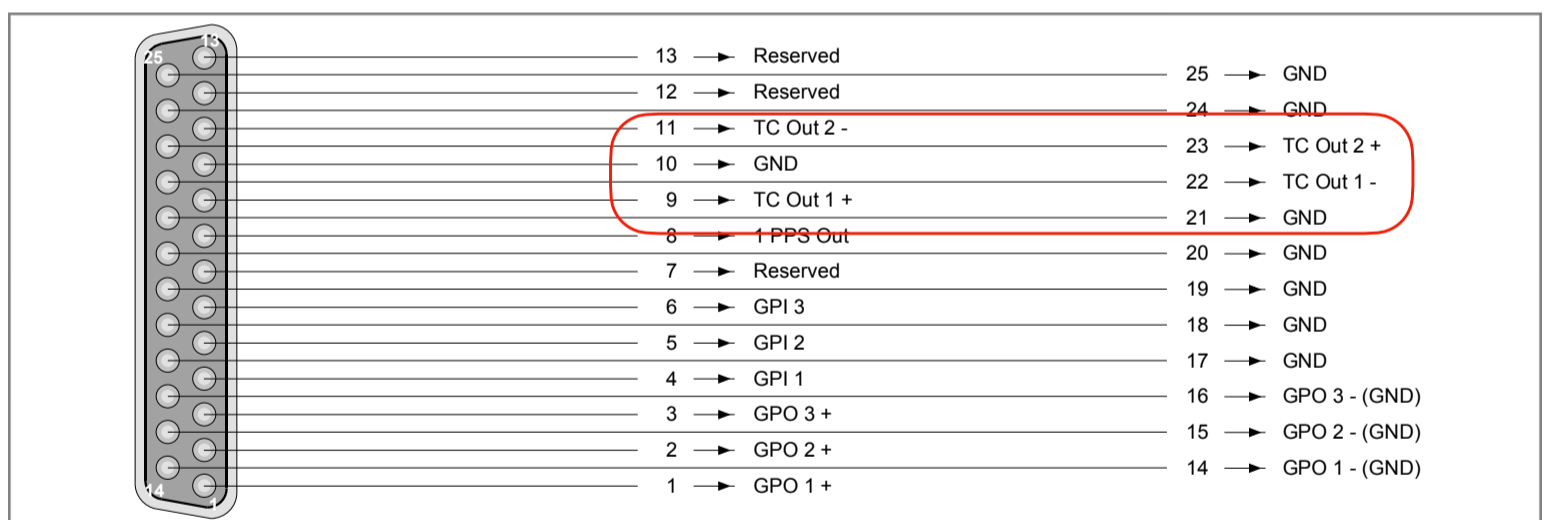 13
25
14
1
13 → Reserved
25 → GND
12 → Reserved
24 → GND
11 → TC Out 2 -
23 → TC Out 2 +
10 → GND
22 → TC Out 1 -
9 → TC Out 1 +
21 → GND
8 → 1 PPS Out
20 → GND
7 → Reserved
19 → GND
6 → GPI 3
18 → GND
5 → GPI 2
17 → GND
4 → GPI 1
16 → GPO 3 - (GND)
3 → GPO 3 +
15 → GPO 2 - (GND)
2 → GPO 2 +
14 → GPO 1 - (GND)
1 → GPO 1 +